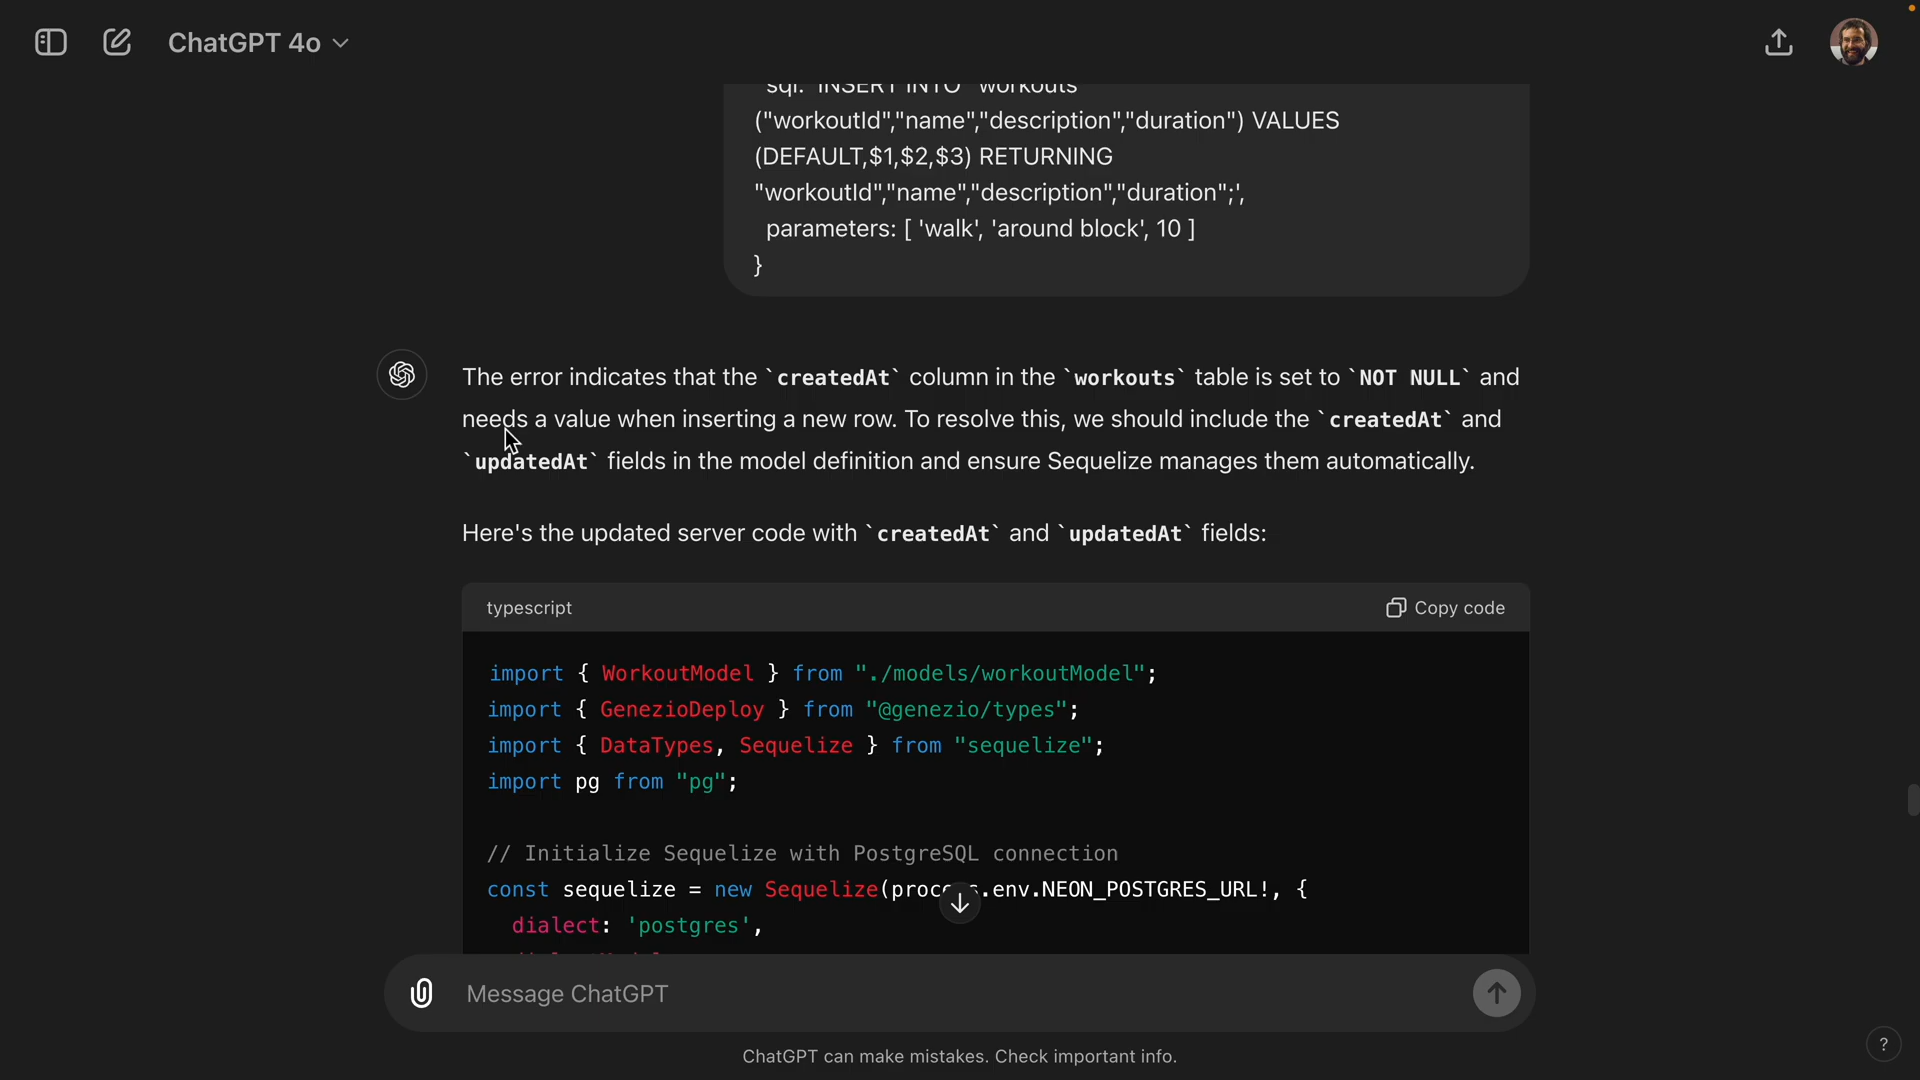 ChatGPT 4o
sql: 'INSERT INTO "workouts"
("workoutId","name","description","duration") VALUES
(DEFAULT,$1,$2,$3) RETURNING
"workoutId","name","description","duration";',
parameters: [ 'walk', 'around block', 10 ]
}
The error indicates that the `createdAt` column in the `workouts` table is set to `NOT NULL` and
needs a value when inserting a new row. To resolve this, we should include the `createdAt` and
`updatedAt` fields in the model definition and ensure Sequelize manages them automatically.
Here's the updated server code with `createdAt` and `updatedAt` fields:
typescript
Copy code
import { WorkoutModel } from "./models/workoutModel";
import { GenezioDeploy } from "@genezio/types";
import { DataTypes, Sequelize } from "sequelize";
import pg from "pg";
// Initialize Sequelize with PostgreSQL connection
const sequelize = new Sequelize(process.env.NEON_POSTGRES_URL!, {
dialect: 'postgres',
Message ChatGPT
ChatGPT can make mistakes. Check important info.
?